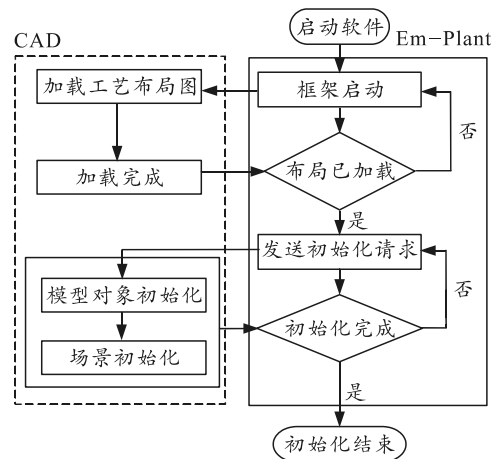 启动软件
CAD
Em-Plant
加载工艺布局图
框架启动
否
加载完成
布局已加载
是
发送初始化请求
模型对象初始化
否
初始化完成
场景初始化
是
初始化结束